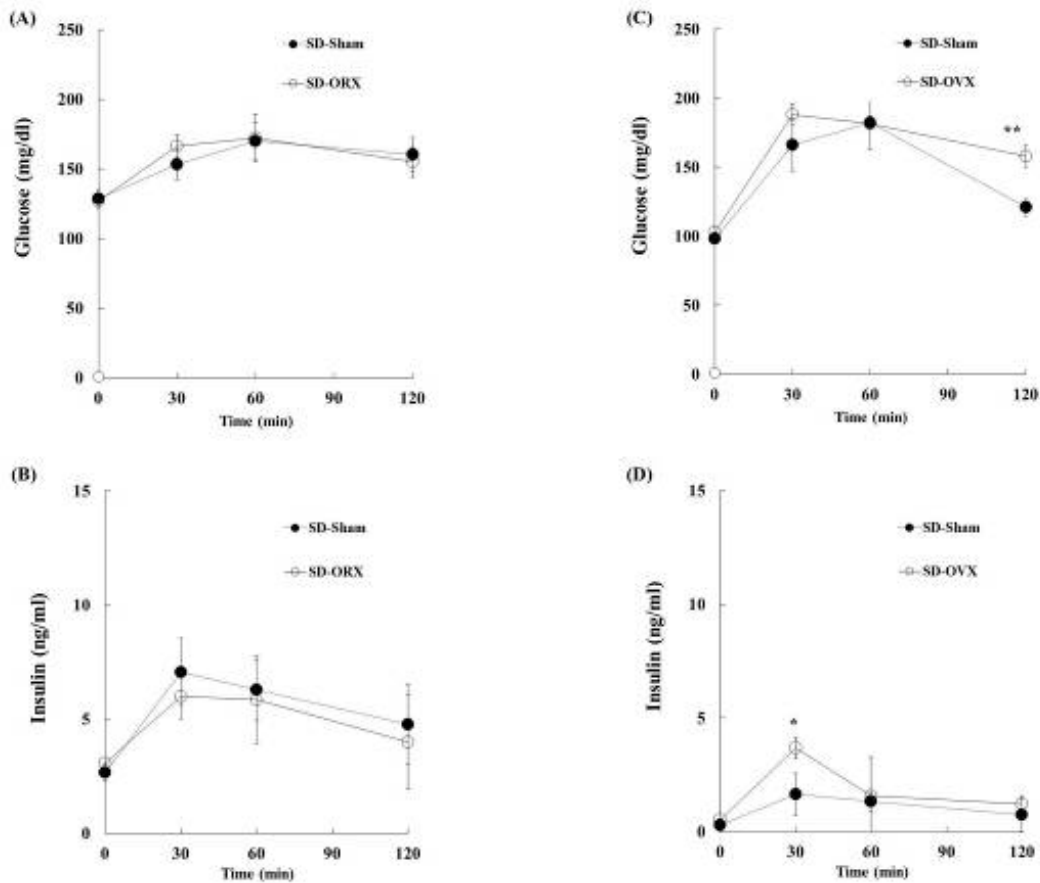 (A)
250
200
150
100
50
0
Glucose (mg/dl)
SD-Sham
SD-ORX
0 30 60 90 120
Time (min)
(C)
250
200
150
100
50
0
Glucose (mg/dl)
SD-Sham
SD-OVX
**
0 30 60 90 120
Time (min)
(B)
15
10
5
0
Insulin (ng/ml)
SD-Sham
SD-ORX
0 30 60 90 120
Time (min)
(D)
15
10
5
0
Insulin (ng/ml)
SD-Sham
SD-OVX
*
0 30 60 90 120
Time (min)